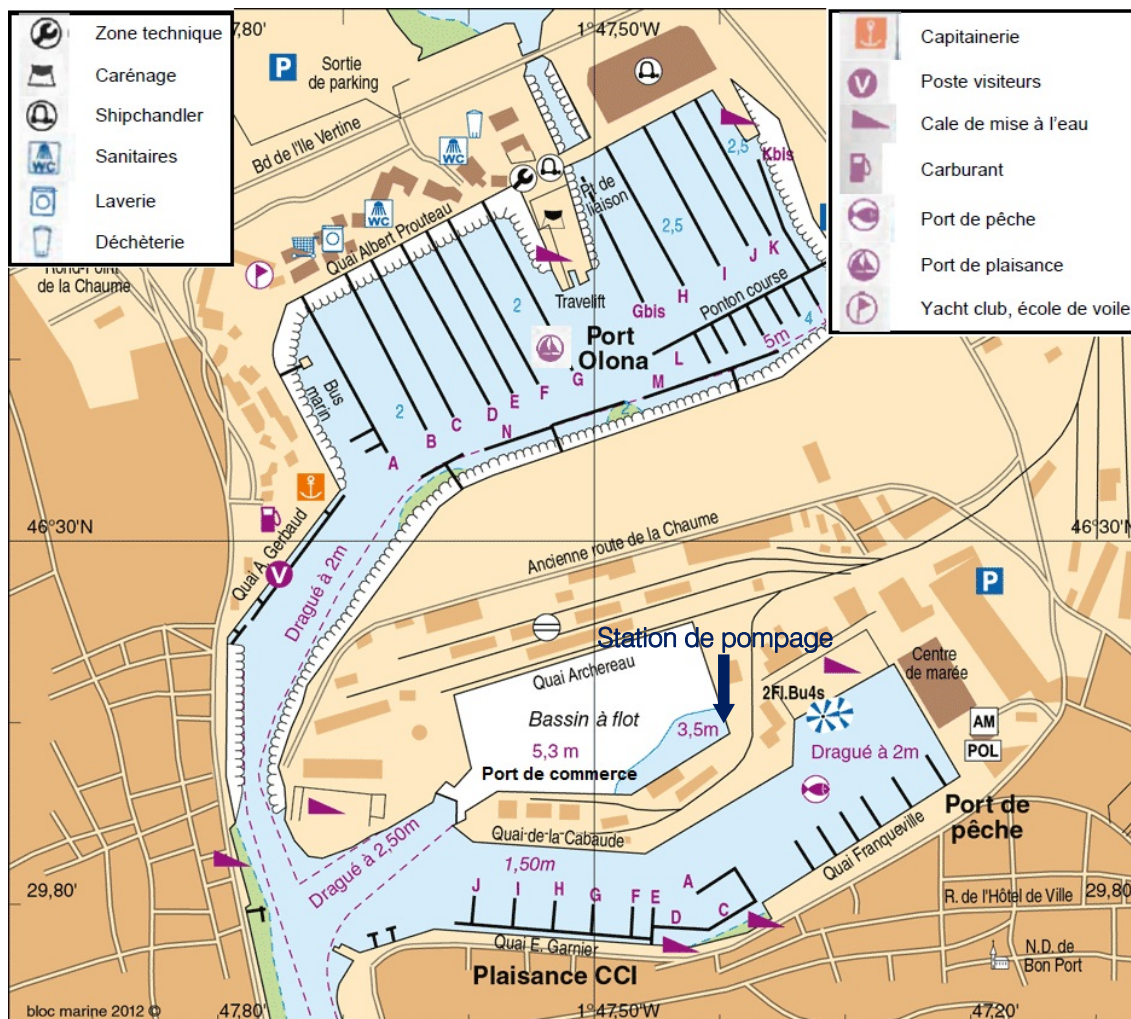 Zone technique
Carénage
Shipchandler
WC
Sanitaires
Laverie
Déchèterie
Capitainerie
V
Poste visiteurs
Cale de mise à l'eau
Carburant
Port de pêche
Port de plaisance
Yacht club, école de voile
7,80'
1°47,50'W
P
Sortie
de parking
Bd de l'Ile Vertine
WC
WC
Quai Albert Prouteau
de la Chaume
Pt de
liaison
2,5
2,5
Kbis
K
J
I
H
Gbis
Travelift
Ponton course
2
Port
Olona
4
5m
L
M
2
G
F
E
D
C
B
A
N
2
Bus
marin
46°30'N
46°30'N
Quai A. Gerbaud
V
Dragué à 2m
Ancienne route de la Chaume
P
Station de pompage
Quai Archereau
Bassin à flot
5,3 m
3,5m
Port de commerce
2Fl.Bu4s
Centre
de marée
AM
POL
Dragué à 2m
Port de
pêche
Quai de la Cabaude
Quai Franqueville
Dragué à 2,50m
1,50m
29,80'
29,80'
J
I
H
G
F
E
D
A
C
R. de l'Hôtel de Ville
Quai E. Garnier
Plaisance CCI
N.D. de
Bon Port
bloc marine 2012 ©
47,80'
1°47,50'W
47,20'